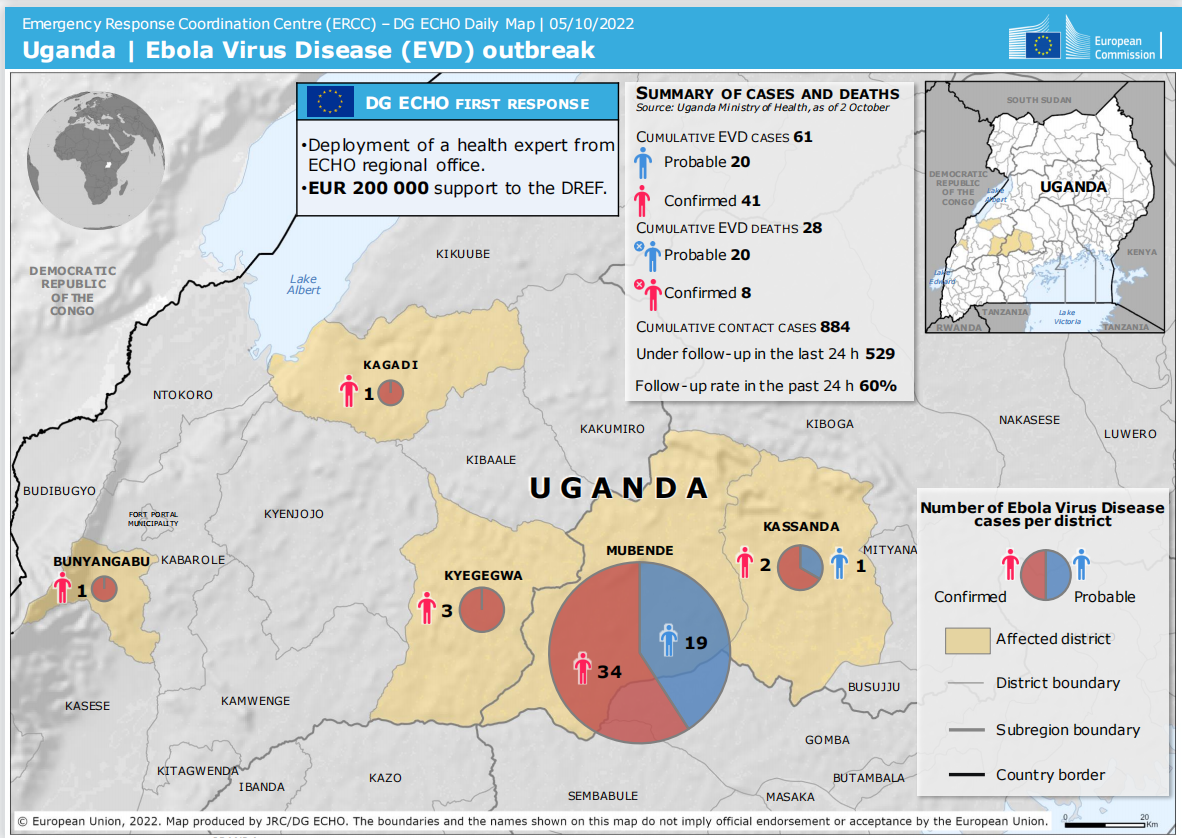 Emergency Response Coordination Centre (ERCC) – DG ECHO Daily Map | 05/10/2022
Uganda | Ebola Virus Disease (EVD) outbreak
European
Commission
DG ECHO FIRST RESPONSE
•Deployment of a health expert from
ECHO regional office.
•EUR 200 000 support to the DREF.
SUMMARY OF CASES AND DEATHS
Source: Uganda Ministry of Health, as of 2 October
CUMULATIVE EVD CASES 61
Probable 20
Confirmed 41
CUMULATIVE EVD DEATHS 28
Probable 20
Confirmed 8
CUMULATIVE CONTACT CASES 884
Under follow-up in the last 24 h 529
Follow-up rate in the past 24 h 60%
SOUTH SUDAN
DEMOCRATIC
REPUBLIC
OF THE
CONGO
Lake
Albert
UGANDA
KENYA
Lake
Edward
TANZANIA
Lake
Victoria
RWANDA
TANZANIA
DEMOCRATIC
REPUBLIC
OF THE
CONGO
Lake
Albert
KIKUUBE
KAGADI
1
NTOKORO
KAKUMIRO
KIBOGA
NAKASESE
LUWERO
KIBAALE
UGANDA
BUDIBUGYO
FORT PORTAL
MUNICIPALITY
KYENJOJO
KASSANDA
2
1
MITYANA
MUBENDE
34
19
BUNYANGABU
1
KABAROLE
KYEGEGWA
3
KASESE
KAMWENGE
BUSUJJU
GOMBA
KITAGWENDA
IBANDA
KAZO
SEMBABULE
MASAKA
BUTAMBALA
Number of Ebola Virus Disease
cases per district
Confirmed
Probable
Affected district
District boundary
Subregion boundary
Country border
0
20
Km
© European Union, 2022. Map produced by JRC/DG ECHO. The boundaries and the names shown on this map do not imply official endorsement or acceptance by the European Union.